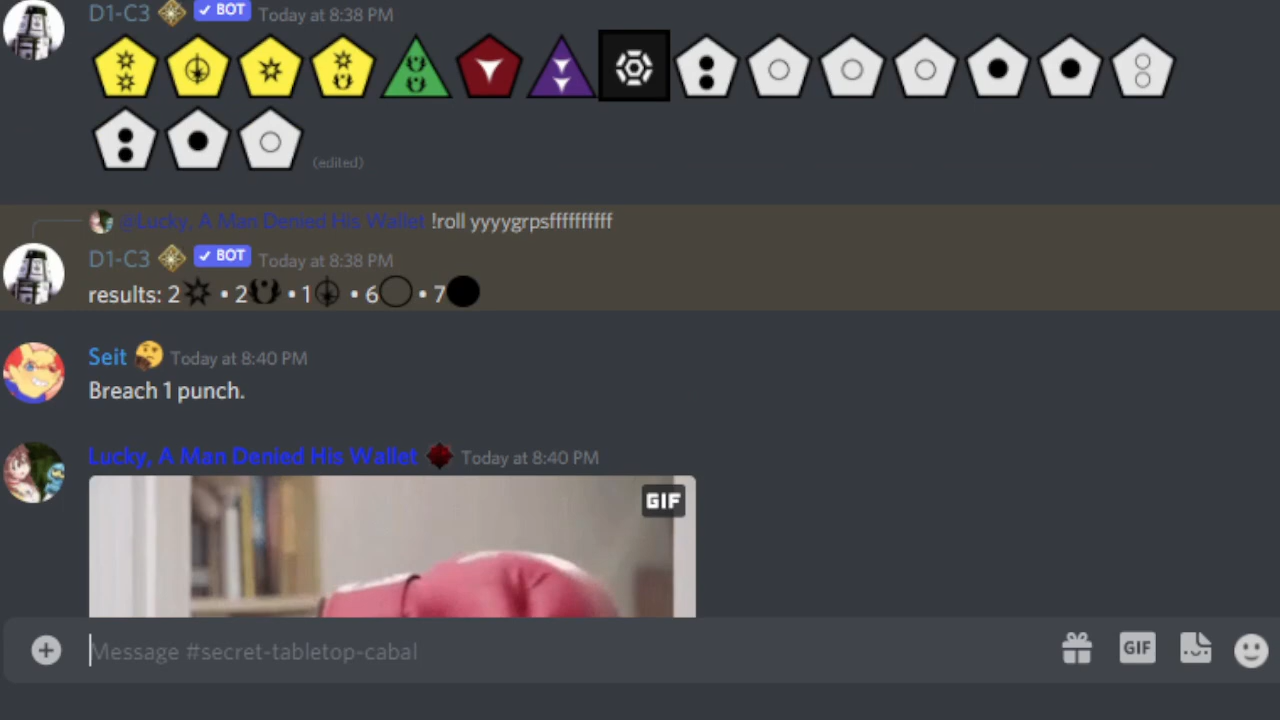 D1-C3 ✓ BOT Today at 8:38 PM
(edited)
@Lucky, A Man Denied His Wallet !roll yyyygrpsffffffffff
D1-C3 ✓ BOT Today at 8:38 PM
results: 2 • 2 • 1 • 6 • 7
Seit Today at 8:40 PM
Breach 1 punch.
Lucky, A Man Denied His Wallet Today at 8:40 PM
GIF
Message #secret-tabletop-cabal
GIF